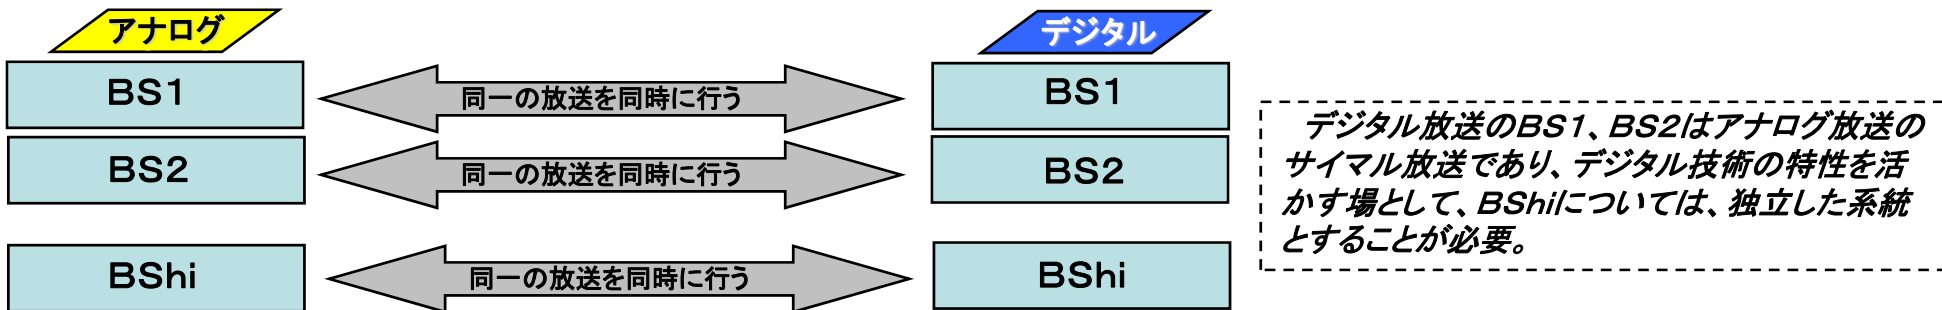 アナログ
デジタル
BS1
同一の放送を同時に行う
BS1
BS2
同一の放送を同時に行う
BS2
BShi
同一の放送を同時に行う
BShi
デジタル放送のBS1、BS2はアナログ放送の
サイマル放送であり、デジタル技術の特性を活
かす場として、BShiについては、独立した系統
とすることが必要。